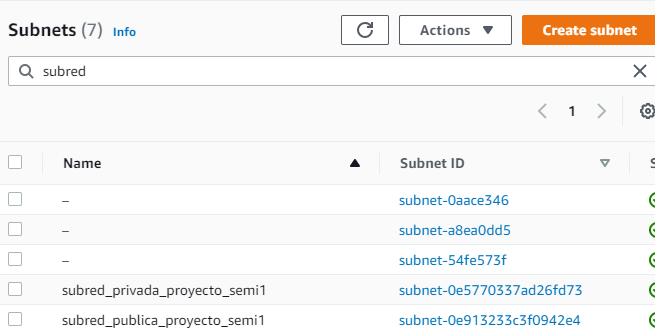 Subnets (7) Info Actions Create subnet
subred
1
Name Subnet ID
– subnet-0aace346
– subnet-a8ea0dd5
– subnet-54fe573f
subred_privada_proyecto_semi1 subnet-0e5770337ad26fd73
subred_publica_proyecto_semi1 subnet-0e913233c3f0942e4